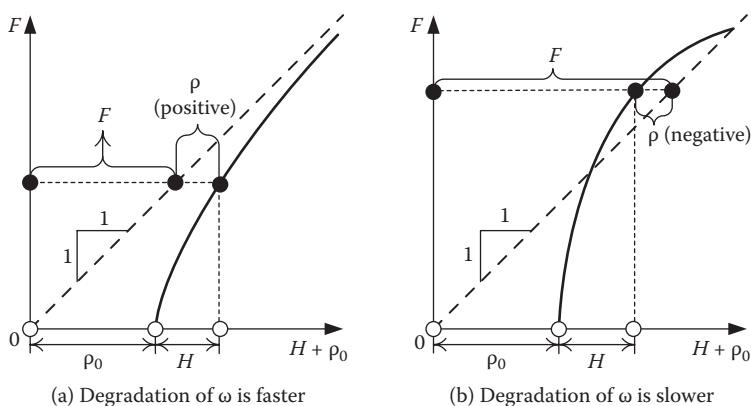 F
ρ
(positive)
F
1
1
0
ρ₀
H
H + ρ₀
(a) Degradation of ω is faster
F
F
ρ (negative)
1
1
0
ρ₀
H
H + ρ₀
(b) Degradation of ω is slower